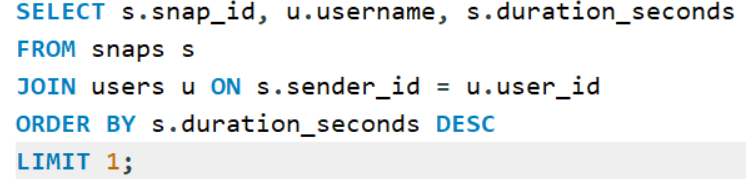 SELECT s.snap_id, u.username, s.duration_seconds
FROM snaps s
JOIN users u ON s.sender_id = u.user_id
ORDER BY s.duration_seconds DESC
LIMIT 1;